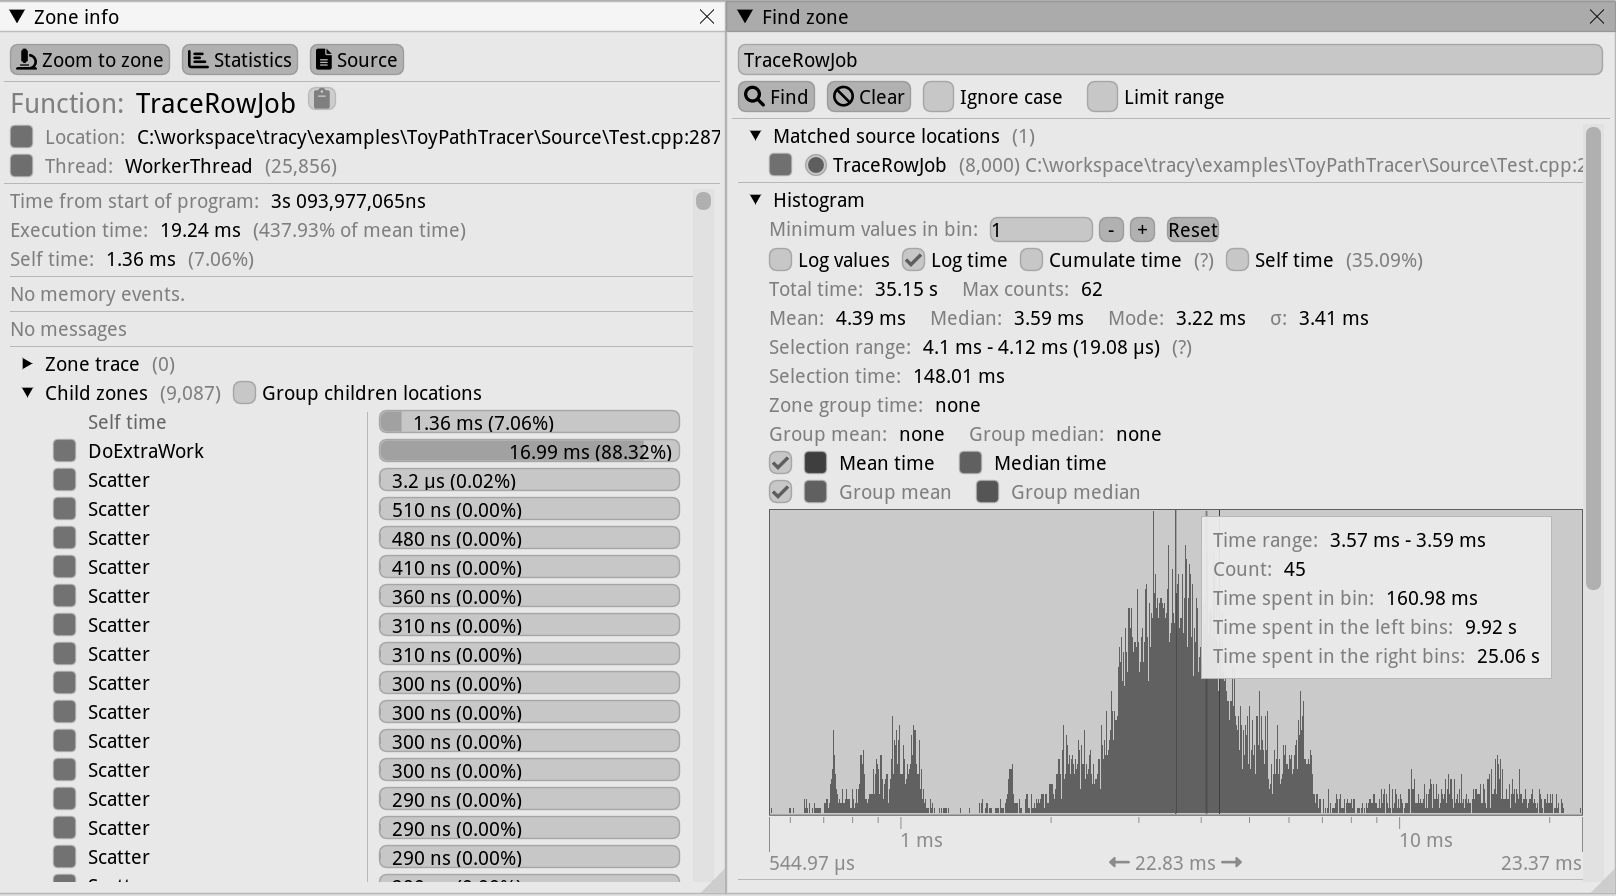 Zone info
Zoom to zone Statistics Source
Function: TraceRowJob
Location: C:\workspace\tracy\examples\ToyPathTracer\Source\Test.cpp:287
Thread: WorkerThread (25,856)
Time from start of program: 3s 093,977,065ns
Execution time: 19.24 ms (437.93% of mean time)
Self time: 1.36 ms (7.06%)
No memory events.
No messages
Zone trace (0)
Child zones (9,087) Group children locations
Self time 1.36 ms (7.06%)
DoExtraWork 16.99 ms (88.32%)
Scatter 3.2 µs (0.02%)
Scatter 510 ns (0.00%)
Scatter 480 ns (0.00%)
Scatter 410 ns (0.00%)
Scatter 360 ns (0.00%)
Scatter 310 ns (0.00%)
Scatter 310 ns (0.00%)
Scatter 300 ns (0.00%)
Scatter 300 ns (0.00%)
Scatter 300 ns (0.00%)
Scatter 300 ns (0.00%)
Scatter 290 ns (0.00%)
Scatter 290 ns (0.00%)
Scatter 290 ns (0.00%)
Find zone
TraceRowJob
Find Clear Ignore case Limit range
Matched source locations (1)
TraceRowJob (8,000) C:\workspace\tracy\examples\ToyPathTracer\Source\Test.cpp:2
Histogram
Minimum values in bin: 1 - + Reset
Log values Log time Cumulate time (?) Self time (35.09%)
Total time: 35.15 s Max counts: 62
Mean: 4.39 ms Median: 3.59 ms Mode: 3.22 ms σ: 3.41 ms
Selection range: 4.1 ms - 4.12 ms (19.08 µs) (?)
Selection time: 148.01 ms
Zone group time: none
Group mean: none Group median: none
Mean time Median time
Group mean Group median
Time range: 3.57 ms - 3.59 ms
Count: 45
Time spent in bin: 160.98 ms
Time spent in the left bins: 9.92 s
Time spent in the right bins: 25.06 s
1 ms 10 ms
544.97 µs 22.83 ms 23.37 ms